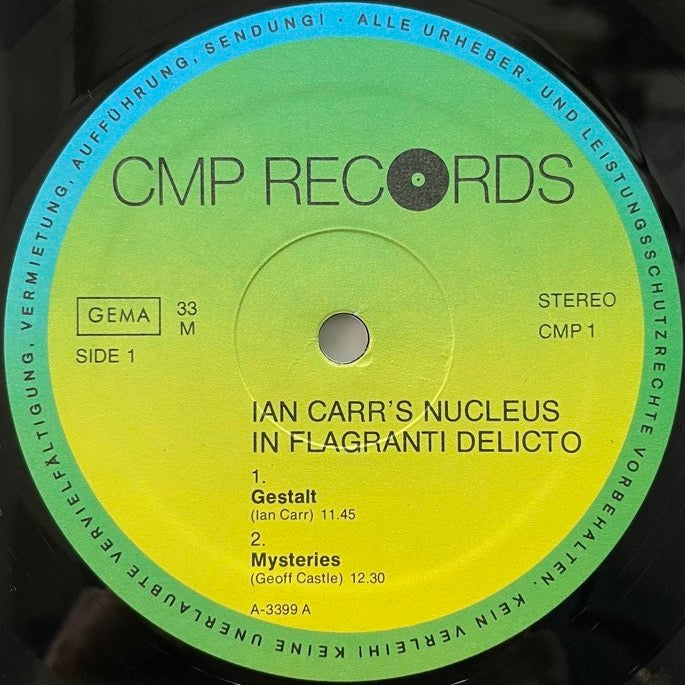 ALLE URHEBER- UND LEISTUNGSSCHUTZRECHTE VORBEHALTEN. KEIN VERLEIH! KEINE UNERLAUBTE VERVIELFÄLTIGUNG, VERMIETUNG, AUFFÜHRUNG, SENDUNG! ·
CMP RECORDS
GEMA
33
M
SIDE 1
STEREO
CMP 1
IAN CARR'S NUCLEUS
IN FLAGRANTI DELICTO
1.
Gestalt
(Ian Carr) 11.45
2.
Mysteries
(Geoff Castle) 12.30
A-3399 A